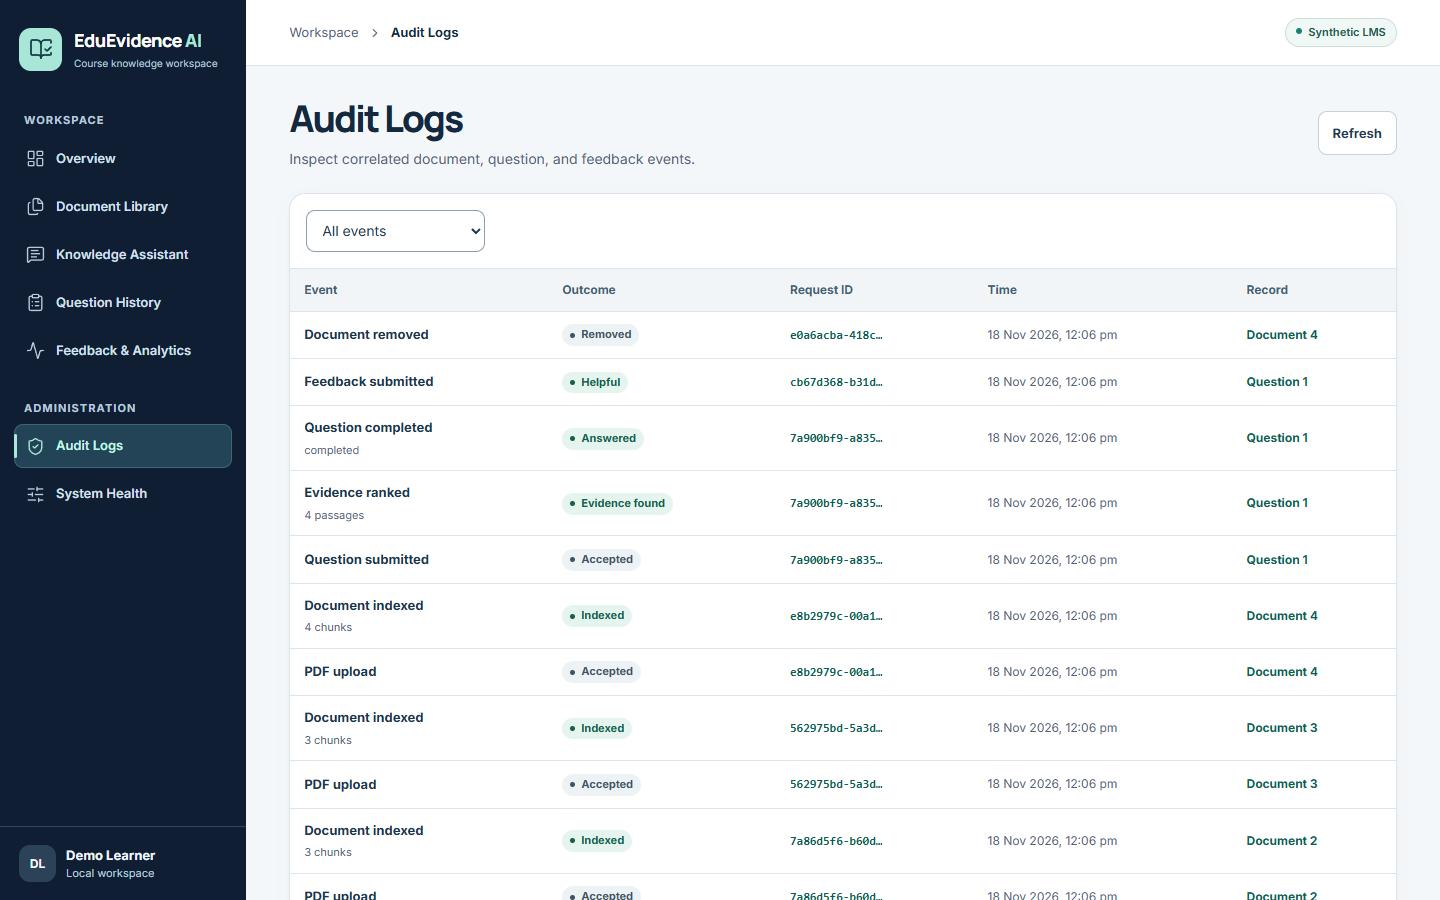 EduEvidence AI
Course knowledge workspace
WORKSPACE
Overview
Document Library
Knowledge Assistant
Question History
Feedback & Analytics
ADMINISTRATION
Audit Logs
System Health
DL
Demo Learner
Local workspace
Workspace > Audit Logs
Synthetic LMS
Audit Logs
Inspect correlated document, question, and feedback events.
Refresh
All events
Event Outcome Request ID Time Record
Document removed Removed e0a6acba-418c… 18 Nov 2026, 12:06 pm Document 4
Feedback submitted Helpful cb67d368-b31d… 18 Nov 2026, 12:06 pm Question 1
Question completed Answered 7a900bf9-a835… 18 Nov 2026, 12:06 pm Question 1
completed
Evidence ranked Evidence found 7a900bf9-a835… 18 Nov 2026, 12:06 pm Question 1
4 passages
Question submitted Accepted 7a900bf9-a835… 18 Nov 2026, 12:06 pm Question 1
Document indexed Indexed e8b2979c-00a1… 18 Nov 2026, 12:06 pm Document 4
4 chunks
PDF upload Accepted e8b2979c-00a1… 18 Nov 2026, 12:06 pm Document 4
Document indexed Indexed 562975bd-5a3d… 18 Nov 2026, 12:06 pm Document 3
3 chunks
PDF upload Accepted 562975bd-5a3d… 18 Nov 2026, 12:06 pm Document 3
Document indexed Indexed 7a86d5f6-b60d… 18 Nov 2026, 12:06 pm Document 2
3 chunks
PDF upload Accepted 7a86d5f6-b60d… 18 Nov 2026, 12:06 pm Document 2